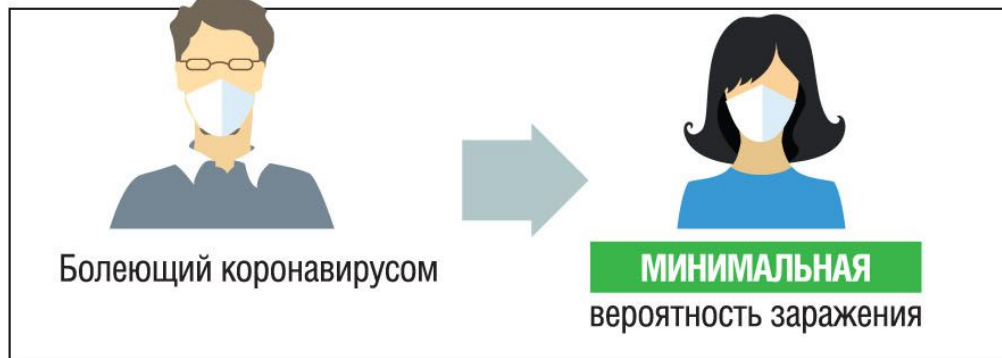 Болеющий коронавирусом
МИНИМАЛЬНАЯ
вероятность заражения